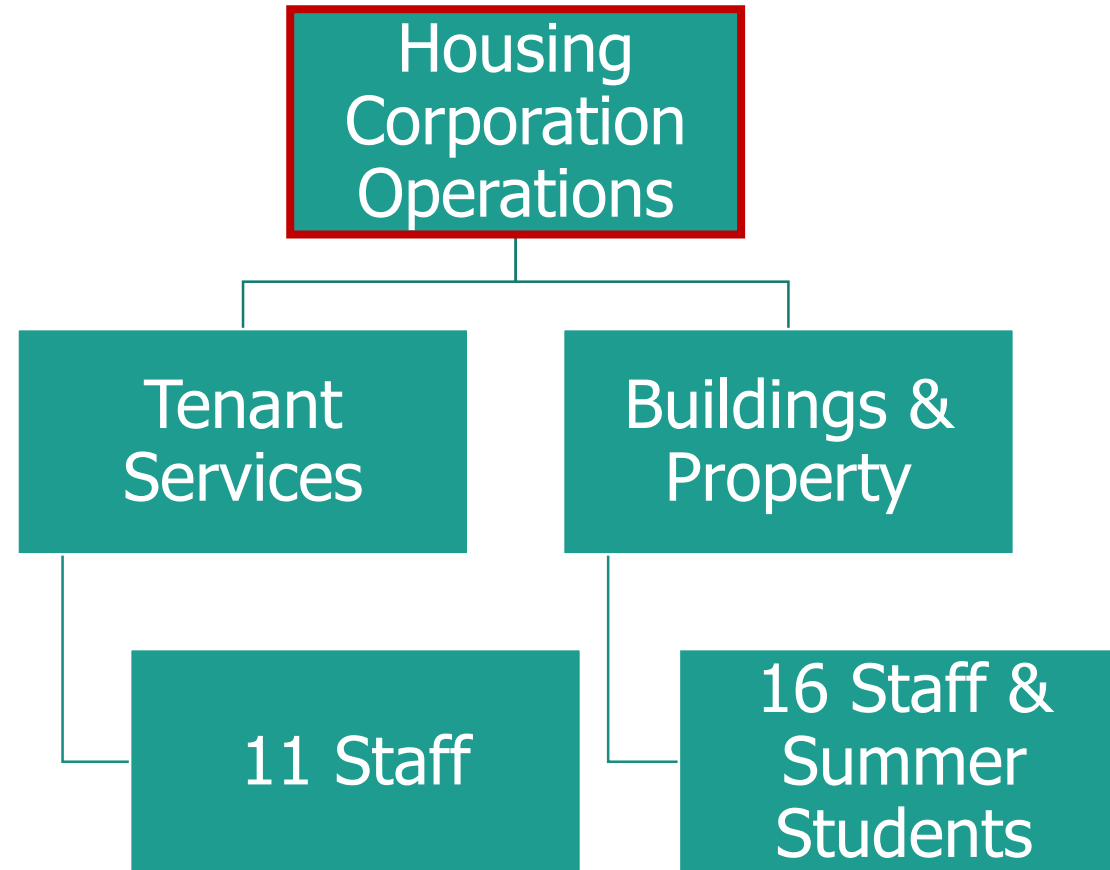 Housing
Corporation
Operations
Tenant
Services
Buildings &
Property
11 Staff
16 Staff &
Summer
Students